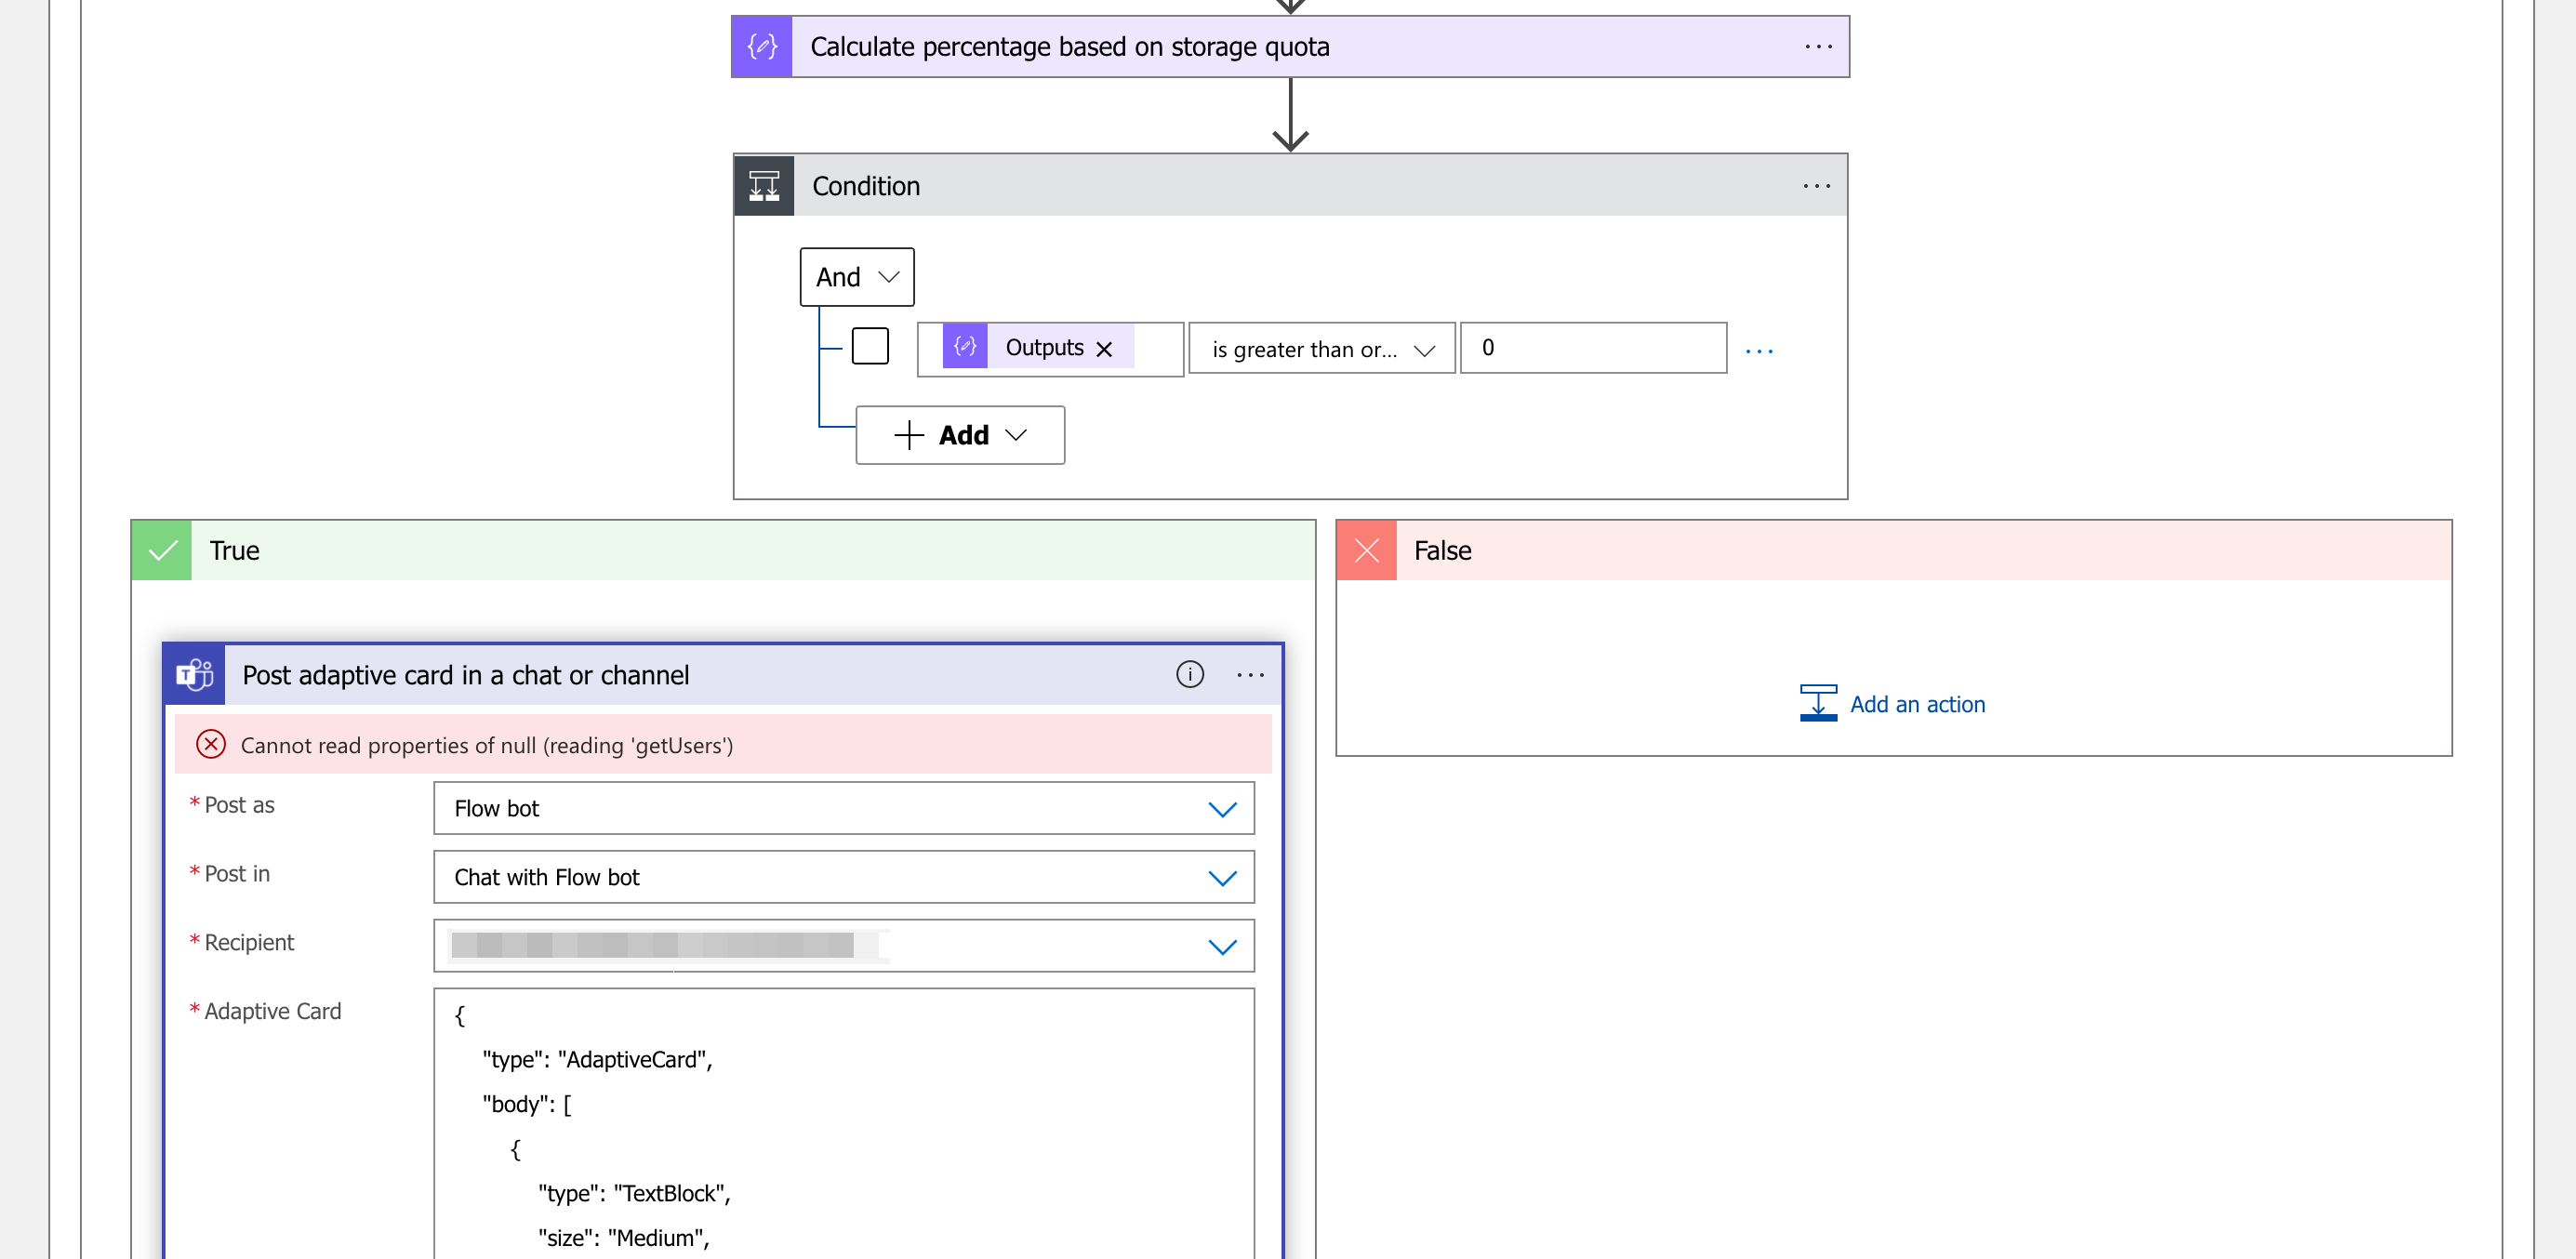 Calculate percentage based on storage quota
Condition
And
Outputs
is greater than or...
0
Add
True
False
Add an action
Post adaptive card in a chat or channel
Cannot read properties of null (reading 'getUsers')
* Post as
Flow bot
* Post in
Chat with Flow bot
* Recipient
* Adaptive Card
{
"type": "AdaptiveCard",
"body": [
{
"type": "TextBlock",
"size": "Medium",